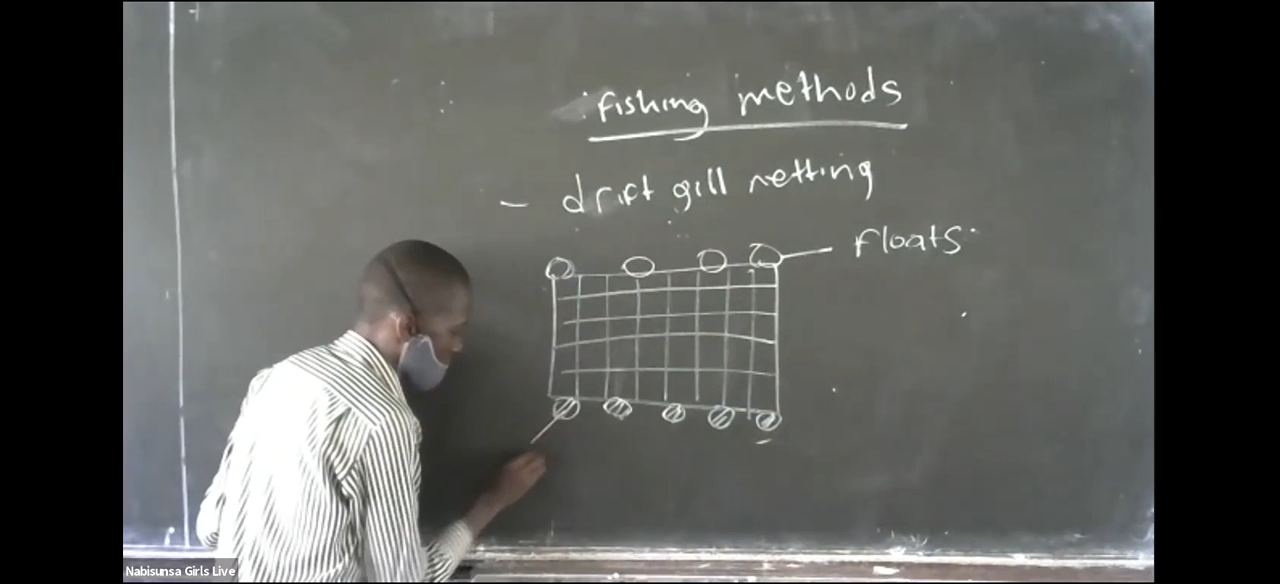 fishing methods
- drift gill netting
floats
Nabisunsa Girls Live